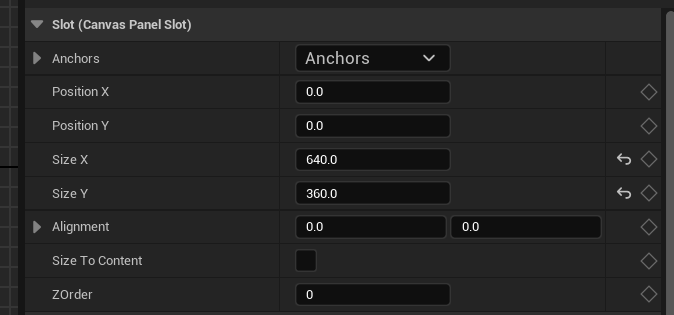 Slot (Canvas Panel Slot)
Anchors Anchors
Position X 0.0
Position Y 0.0
Size X 640.0
Size Y 360.0
Alignment 0.0 0.0
Size To Content
ZOrder 0